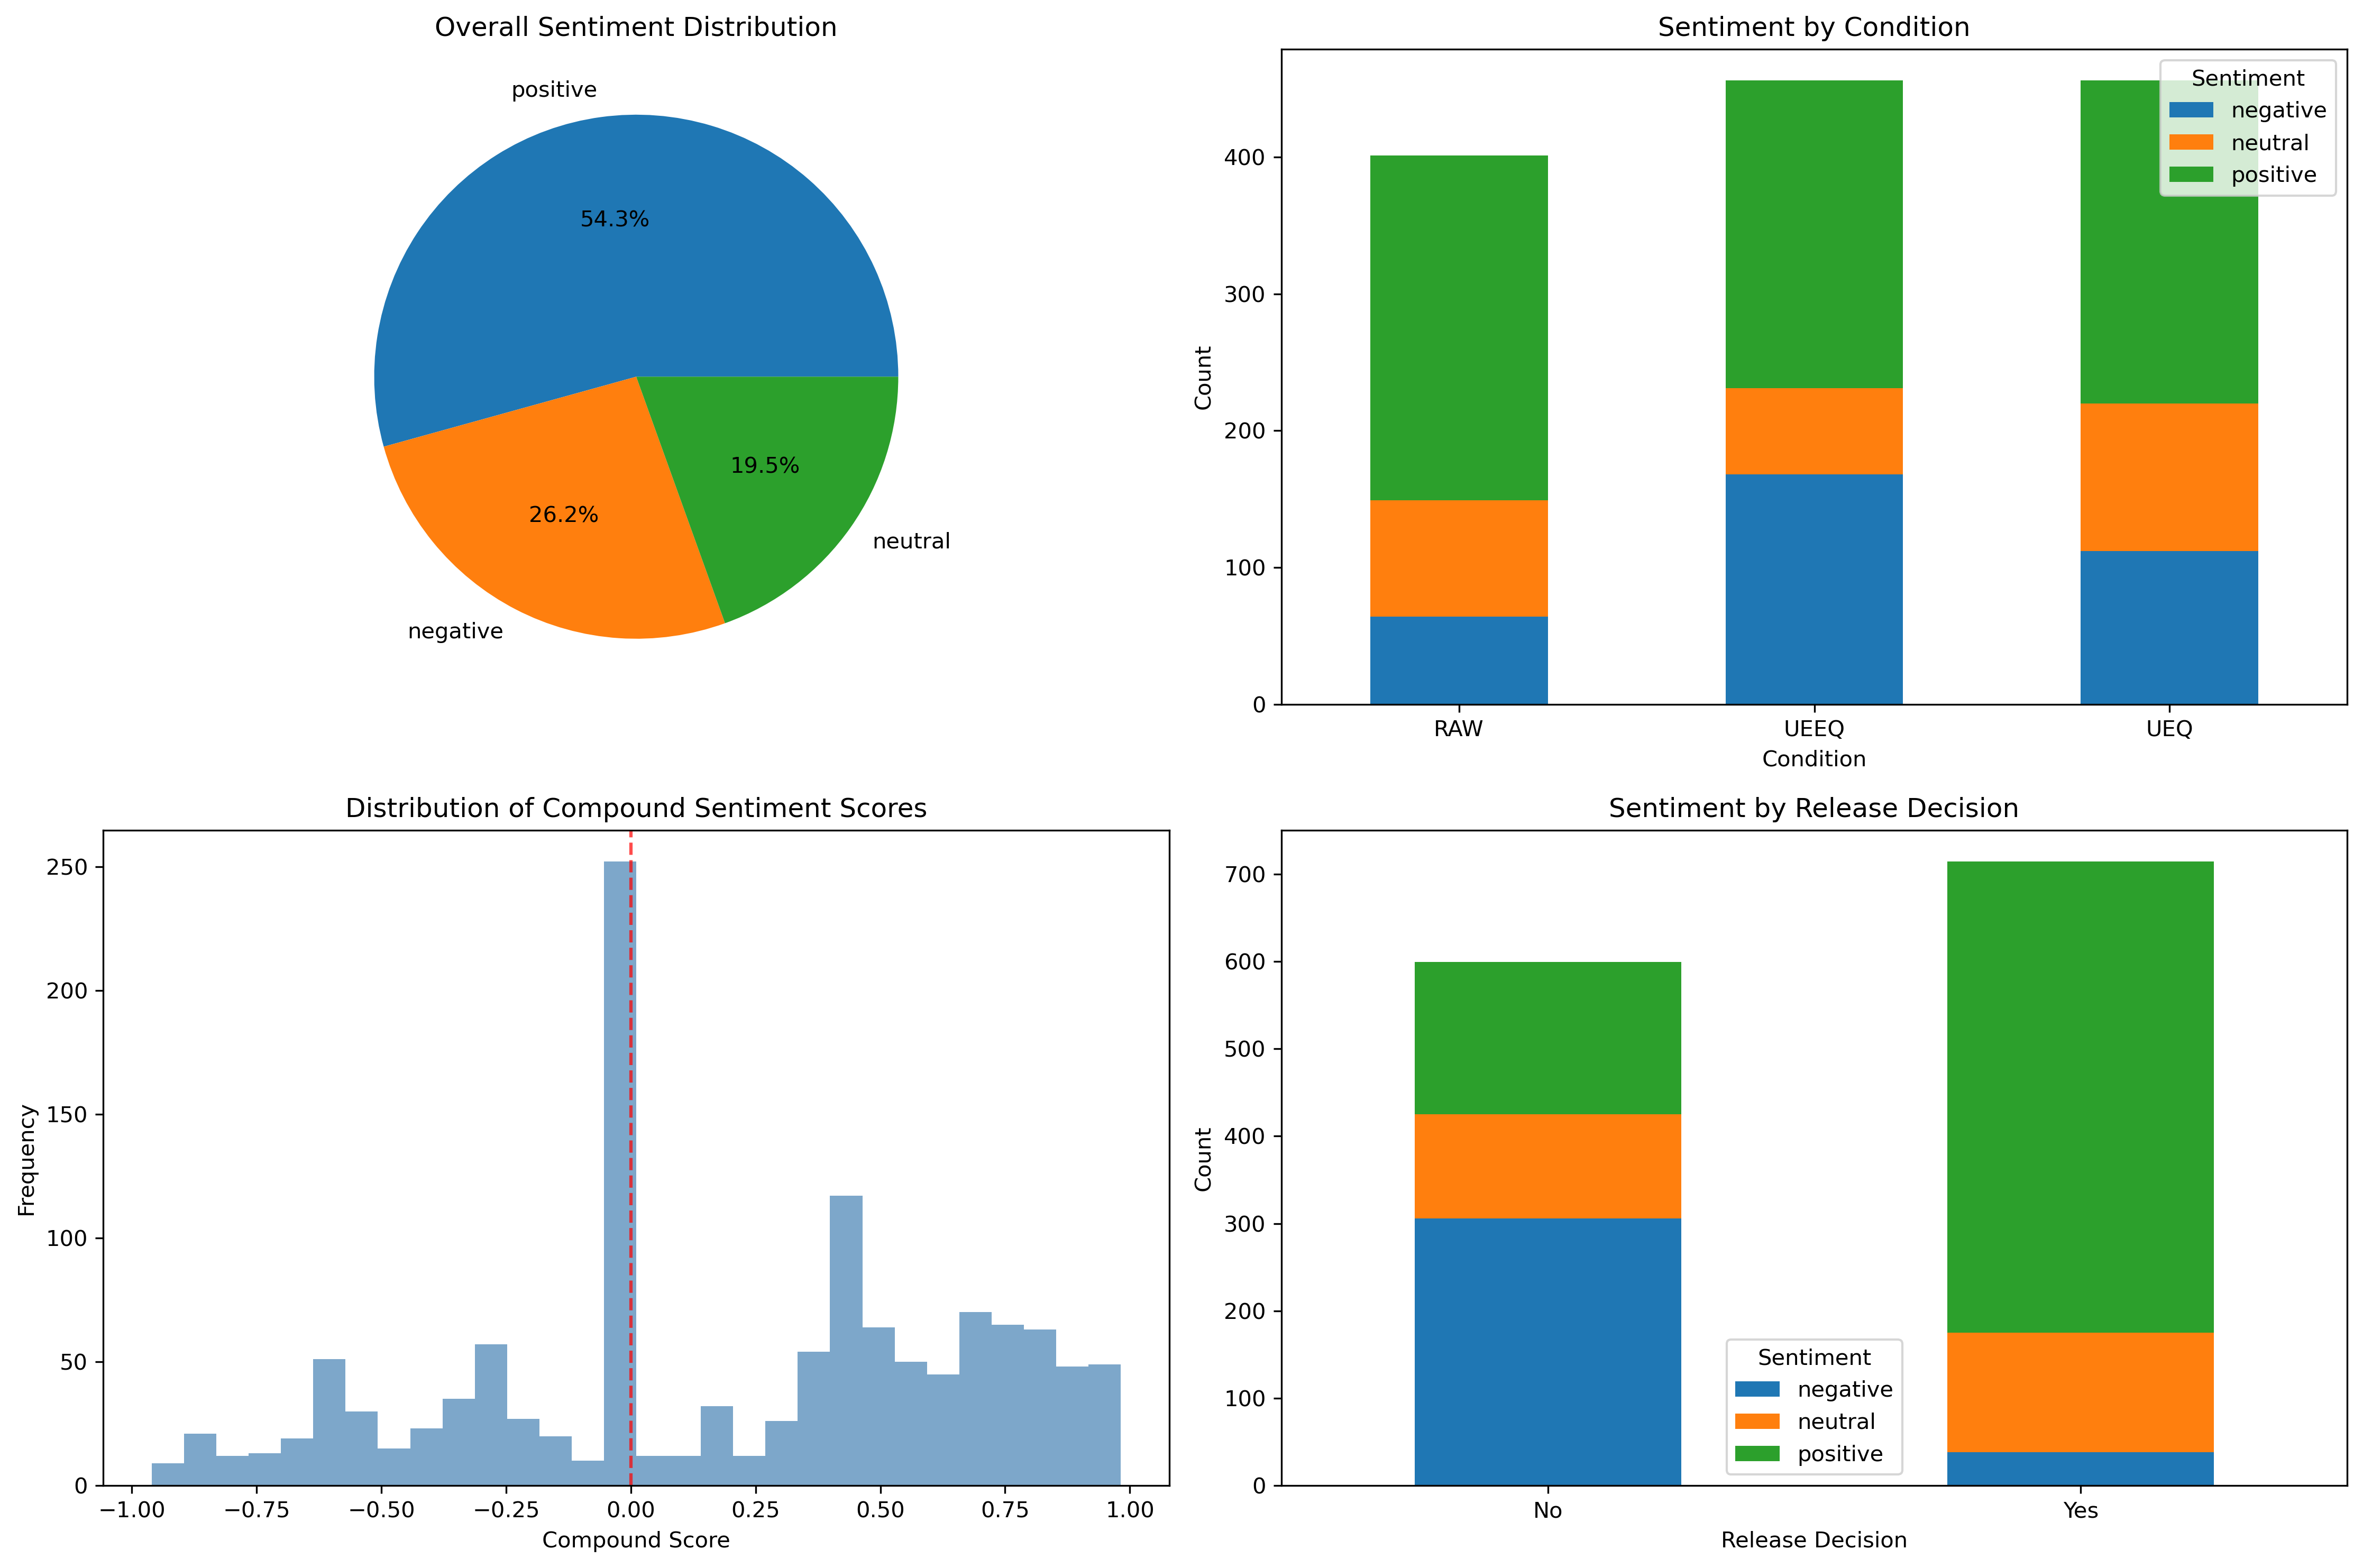 Overall Sentiment Distribution
positive
54.3%
19.5%
26.2%
neutral
negative
Sentiment by Condition
Sentiment
negative
neutral
positive
400
300
200
100
0
Count
RAW UEEQ UEQ
Condition
Distribution of Compound Sentiment Scores
250
200
150
100
50
0
Frequency
−1.00 −0.75 −0.50 −0.25 0.00 0.25 0.50 0.75 1.00
Compound Score
Sentiment by Release Decision
700
600
500
400
300
200
100
0
Count
Sentiment
negative
neutral
positive
No Yes
Release Decision